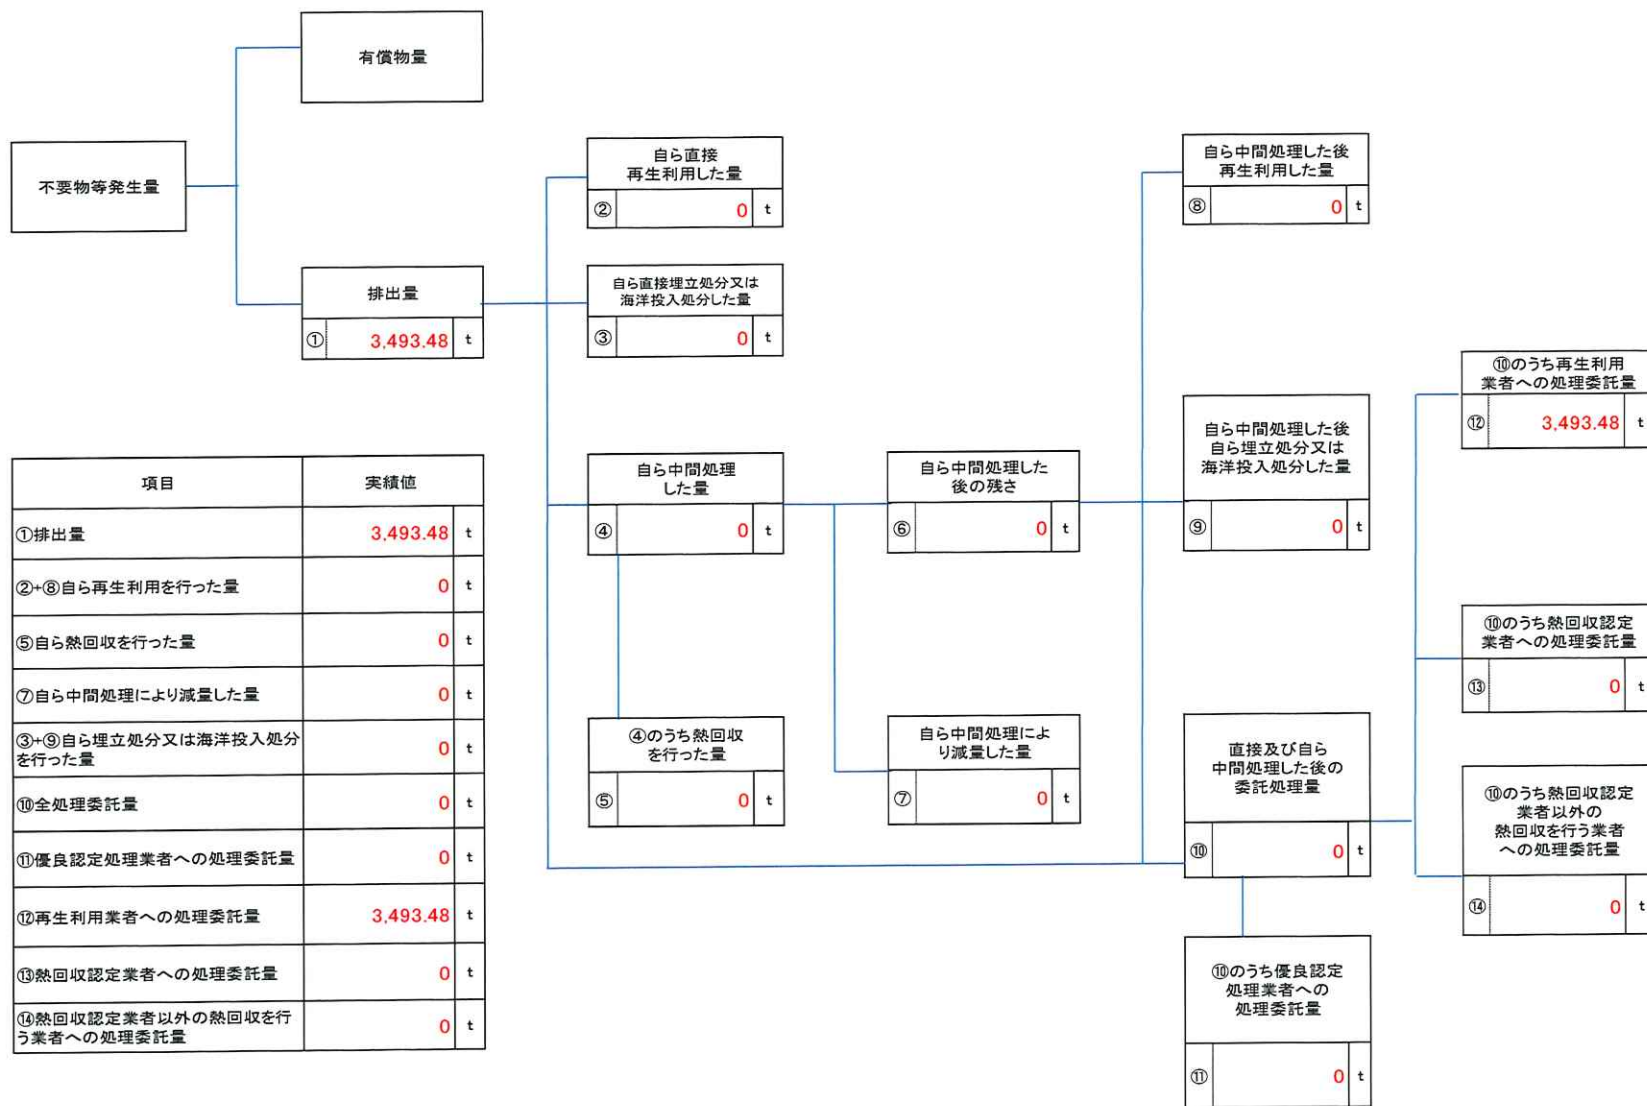 有償物量
不要物等発生量
排出量
① 3,493.48 t
自ら直接
再生利用した量
② 0 t
自ら直接埋立処分又は
海洋投入処分した量
③ 0 t
自ら中間処理
した量
④ 0 t
④のうち熱回収
を行った量
⑤ 0 t
自ら中間処理した
後の残さ
⑥ 0 t
自ら中間処理によ
り減量した量
⑦ 0 t
自ら中間処理した後
再生利用した量
⑧ 0 t
自ら中間処理した後
自ら埋立処分又は
海洋投入処分した量
⑨ 0 t
直接及び自ら
中間処理した後の
委託処理量
⑩ 0 t
⑩のうち優良認定
処理業者への
処理委託量
⑪ 0 t
⑩のうち再生利用
業者への処理委託量
⑫ 3,493.48 t
⑩のうち熱回収認定
業者への処理委託量
⑬ 0 t
⑩のうち熱回収認定
業者以外の
熱回収を行う業者
への処理委託量
⑭ 0 t
項目 実績値
①排出量 3,493.48 t
②+⑧自ら再生利用を行った量 0 t
⑤自ら熱回収を行った量 0 t
⑦自ら中間処理により減量した量 0 t
③+⑨自ら埋立処分又は海洋投入処分
を行った量 0 t
⑩全処理委託量 0 t
⑪優良認定処理業者への処理委託量 0 t
⑫再生利用業者への処理委託量 3,493.48 t
⑬熱回収認定業者への処理委託量 0 t
⑭熱回収認定業者以外の熱回収を行
う業者への処理委託量 0 t